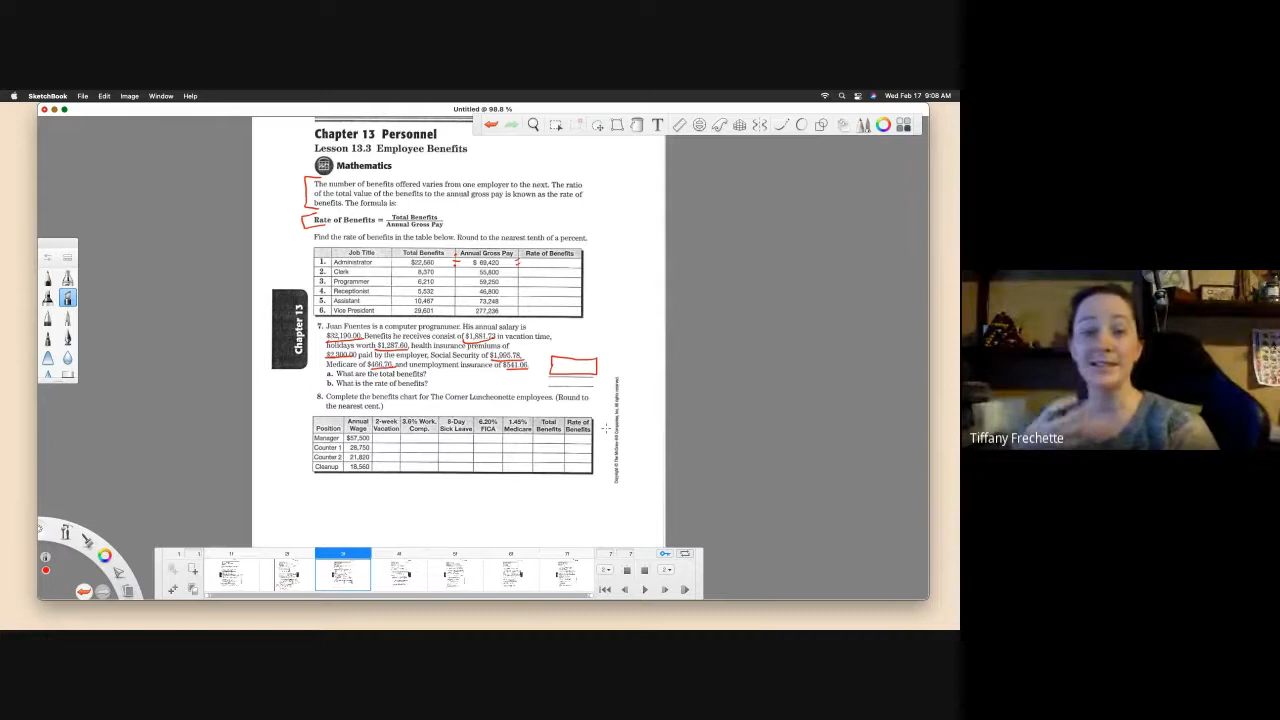 SketchBook File Edit Image Window Help
Wed Feb 17 9:08 AM
Untitled @ 98.8 %
Chapter 13 Personnel
Lesson 13.3 Employee Benefits
Mathematics
The number of benefits offered varies from one employer to the next. The ratio
of the total value of the benefits to the annual gross pay is known as the rate of
benefits. The formula is:
Rate of Benefits = Total Benefits
Annual Gross Pay
Find the rate of benefits in the table below. Round to the nearest tenth of a percent.
Job Title Total Benefits Annual Gross Pay Rate of Benefits
1. Administrator $22,560 $ 69,420
2. Clerk 8,370 55,800
3. Programmer 6,210 59,250
4. Receptionist 5,532 46,800
5. Assistant 10,467 73,248
6. Vice President 29,601 277,236
Chapter 13
7. Juan Fuentes is a computer programmer. His annual salary is
$32,190.00. Benefits he receives consist of $1,881.73 in vacation time,
holidays worth $1,287.60, health insurance premiums of
$2,300.00 paid by the employer, Social Security of $1,995.78,
Medicare of $466.76, and unemployment insurance of $541.06.
a. What are the total benefits?
b. What is the rate of benefits?
8. Complete the benefits chart for The Corner Luncheonette employees. (Round to
the nearest cent.)
Position Annual Wage 2-week Vacation 3.6% Work. Comp. 8-Day Sick Leave 6.20% FICA 1.45% Medicare Total Benefits Rate of Benefits
Manager $57,500
Counter 1 28,750
Counter 2 21,820
Cleanup 18,560
Copyright © The McGraw-Hill Companies, Inc. All rights reserved.
Tiffany Frechette